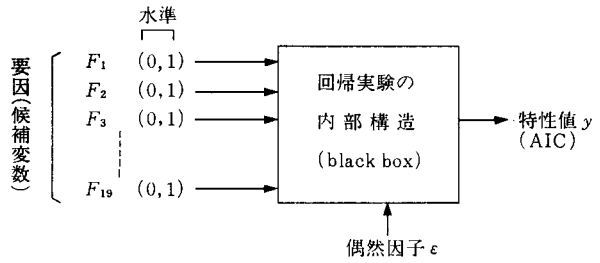 水準
要因(候補変数)
F₁ (0,1)
F₂ (0,1)
F₃ (0,1)
F₁₉ (0,1)
回帰実験の
内部構造
(black box)
特性値 y
(AIC)
偶然因子 ε